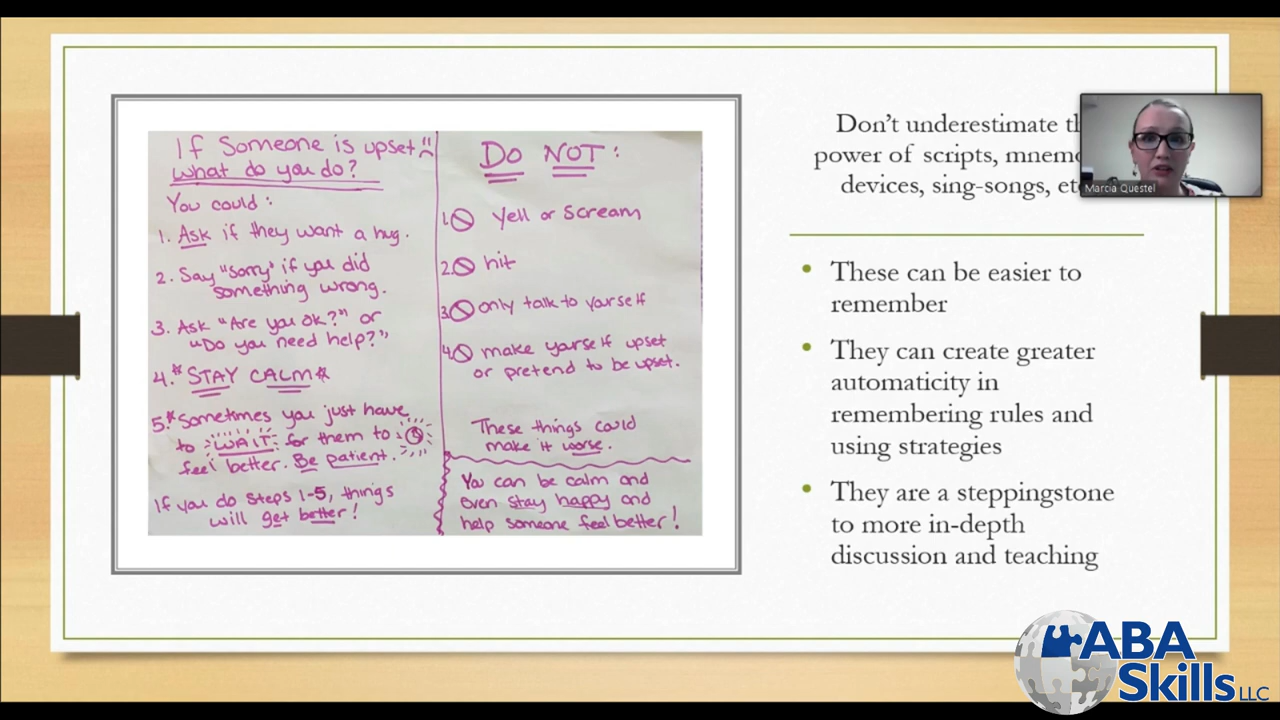 If Someone is upset
what do you do?
You could:
1. Ask if they want a hug.
2. Say "Sorry" if you did
something wrong.
3. Ask "Are you ok?" or
"Do you need help?"
4.* STAY CALM*
5.* Sometimes you just have
to WAIT for them to
feel better. Be patient.
If you do steps 1-5, things
will get better!
DO NOT:
1. Yell or Scream
2. hit
3. only talk to yourself
4. make yourself upset
or pretend to be upset.
These things could
make it worse.
You can be calm and
even stay happy and
help someone feel better!
Don't underestimate
power of scripts,
devices, sing-songs,
Marcia Questel
• These can be easier to
remember
• They can create greater
automaticity in
remembering rules and
using strategies
• They are a steppingstone
to more in-depth
discussion and teaching
ABA
Skills LLC